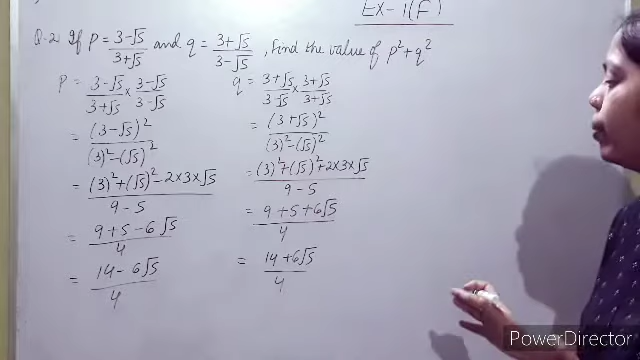 Ex - 1(F)
Q.2 If P = 3-√5/3+√5 and q = 3+√5/3-√5, find the value of p²+q²
P = 3-√5/3+√5 × 3-√5/3-√5
= (3-√5)²/(3)²-(√5)²
= (3)²+(√5)²-2×3×√5/9-5
= 9+5-6√5/4
= 14-6√5/4
q = 3+√5/3-√5 × 3+√5/3+√5
= (3+√5)²/(3)²-(√5)²
= (3)²+(√5)²+2×3×√5/9-5
= 9+5+6√5/4
= 14+6√5/4
PowerDirector